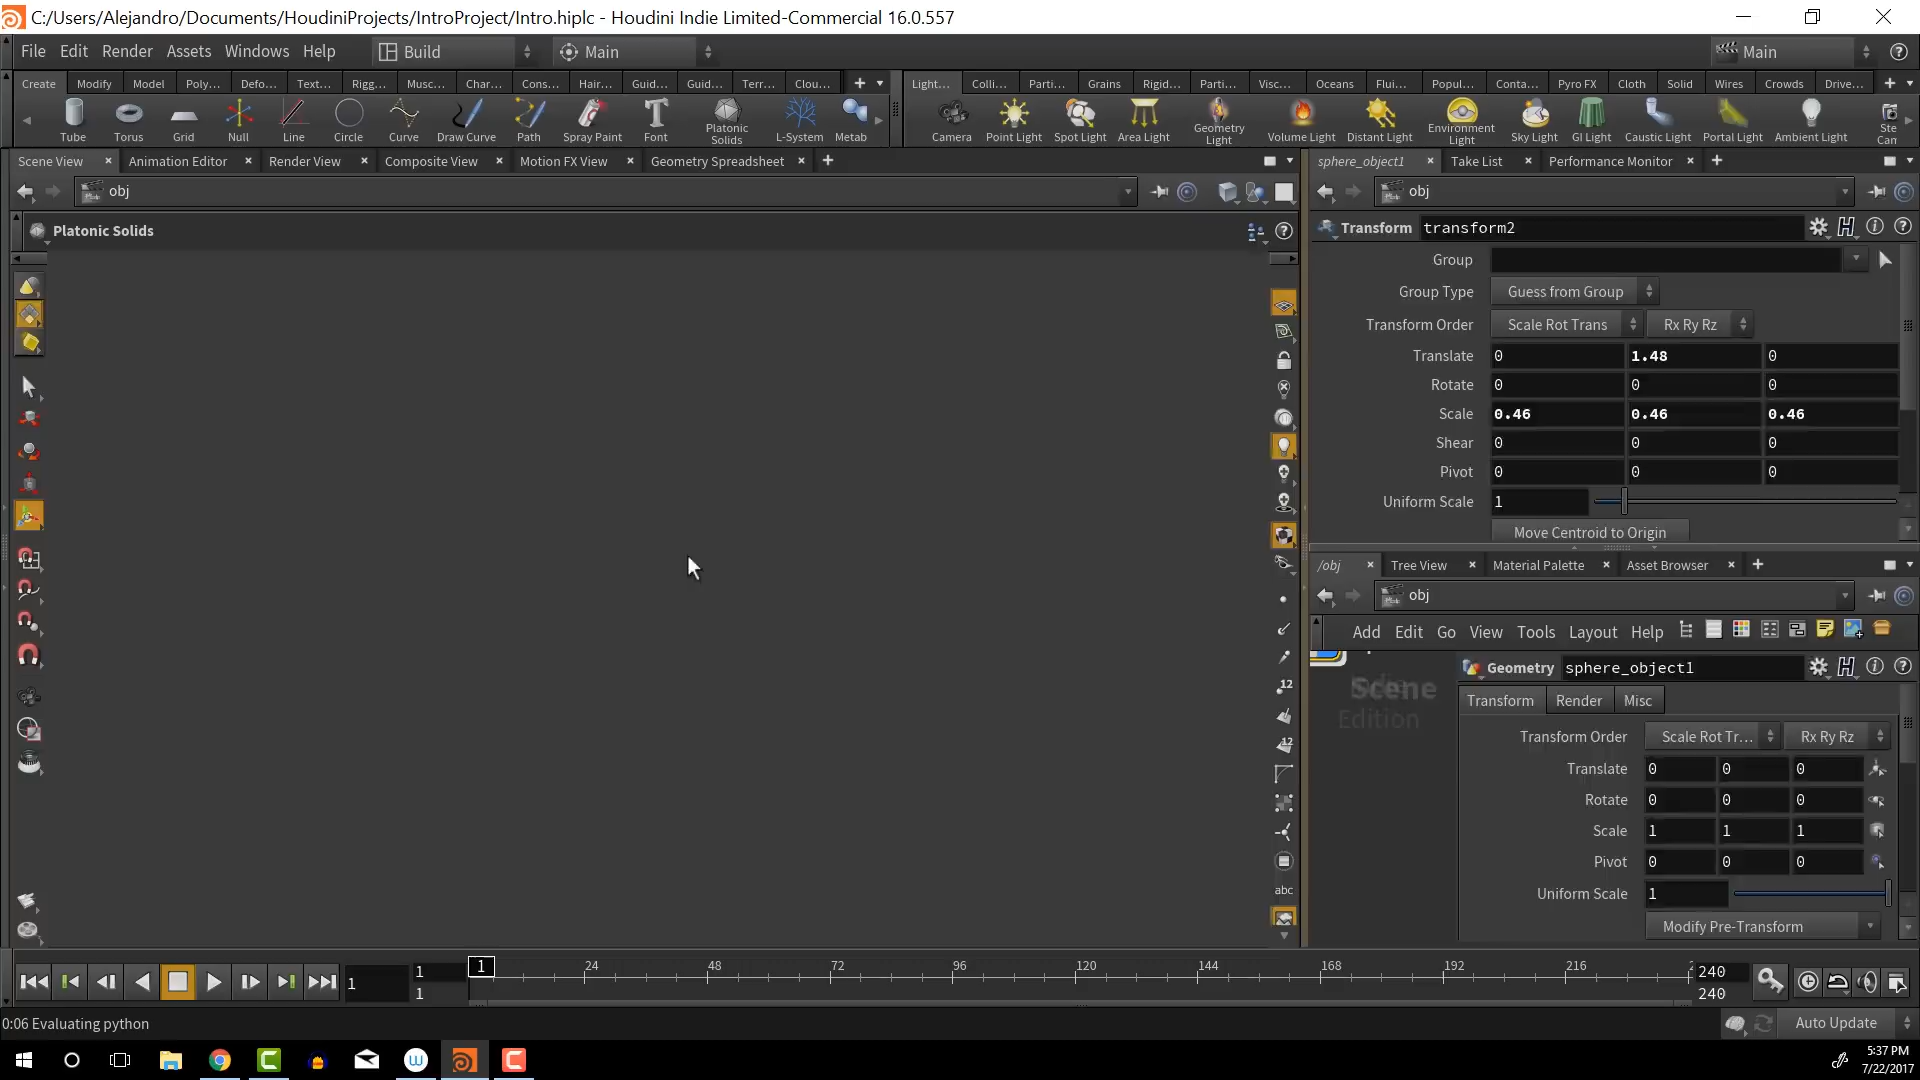 C:/Users/Alejandro/Documents/HoudiniProjects/IntroProject/Intro.hiplc - Houdini Indie Limited-Commercial 16.0.557
File Edit Render Assets Windows Help Build Main Main
Create Modify Model Poly... Defo... Text... Rigg... Musc... Char... Cons... Hair... Guid... Guid... Terr... Clou... Light... Colli... Parti... Grains Rigid... Parti... Visc... Oceans Flui... Popul... Conta... Pyro FX Cloth Solid Wires Crowds Drive...
Tube Torus Grid Null Line Circle Curve Draw Curve Path Spray Paint Font Platonic Solids L-System Metab
Camera Point Light Spot Light Area Light Geometry Light Volume Light Distant Light Environment Light Sky Light GI Light Caustic Light Portal Light Ambient Light Ste Can
Scene View Animation Editor Render View Composite View Motion FX View Geometry Spreadsheet
sphere_object1 Take List Performance Monitor
obj
obj
Platonic Solids
Transform transform2
Group
Group Type Guess from Group
Transform Order Scale Rot Trans Rx Ry Rz
Translate 0 1.48 0
Rotate 0 0 0
Scale 0.46 0.46 0.46
Shear 0 0 0
Pivot 0 0 0
Uniform Scale 1
Move Centroid to Origin
/obj Tree View Material Palette Asset Browser
obj
Add Edit Go View Tools Layout Help
Scene
Edition
Geometry sphere_object1
Transform Render Misc
Transform Order Scale Rot Tr... Rx Ry Rz
Translate 0 0 0
Rotate 0 0 0
Scale 1 1 1
Pivot 0 0 0
Uniform Scale 1
Modify Pre-Transform
12
12
abc
1 1 1 1 24 48 72 96 120 144 168 192 216 2 240 240
0:06 Evaluating python
Auto Update
5:37 PM
7/22/2017